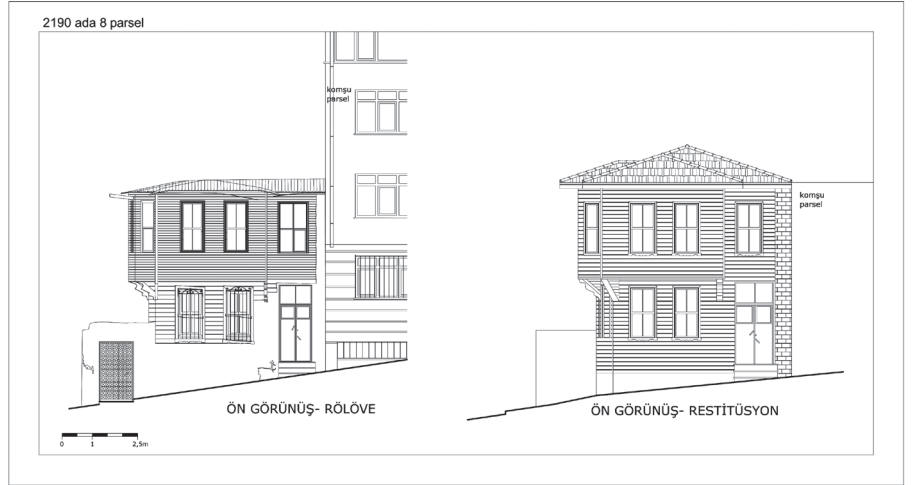 2190 ada 8 parsel
komşu
parsel
komşu
parsel
ÖN GÖRÜNÜŞ- RÖLÖVE
ÖN GÖRÜNÜŞ- RESTİTÜSYON
0 1 2,5m